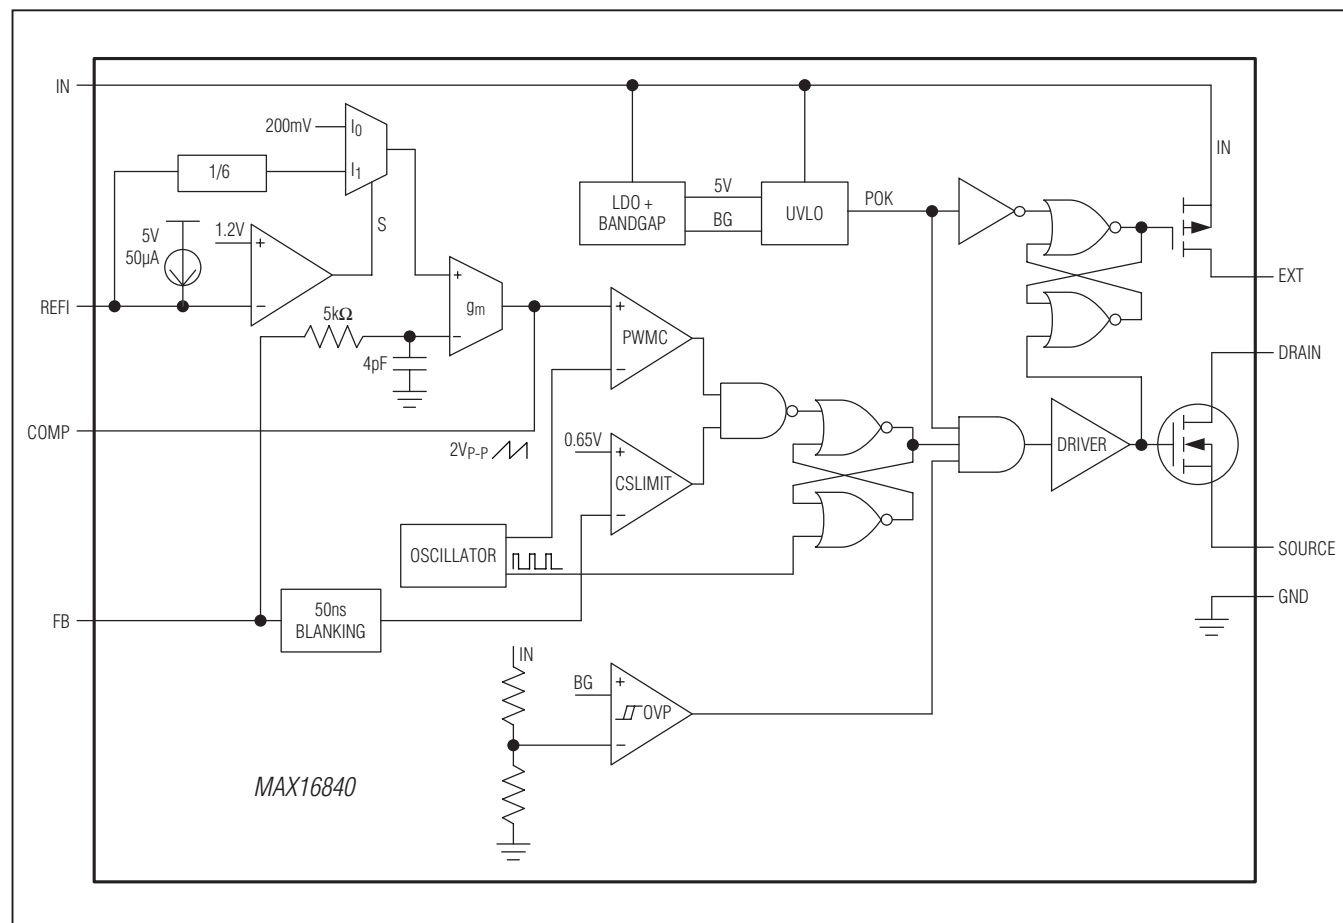 IN
200mV
I0
I1
1/6
S
5V
50µA
1.2V
+
−
REFI
5kΩ
4pF
+
gm
−
LDO +
BANDGAP
5V
BG
UVLO
POK
IN
EXT
+
PWMC
−
DRAIN
COMP
2VP-P
0.65V
+
CSLIMIT
−
DRIVER
OSCILLATOR
SOURCE
GND
FB
50ns
BLANKING
IN
BG
+
OVP
−
MAX16840